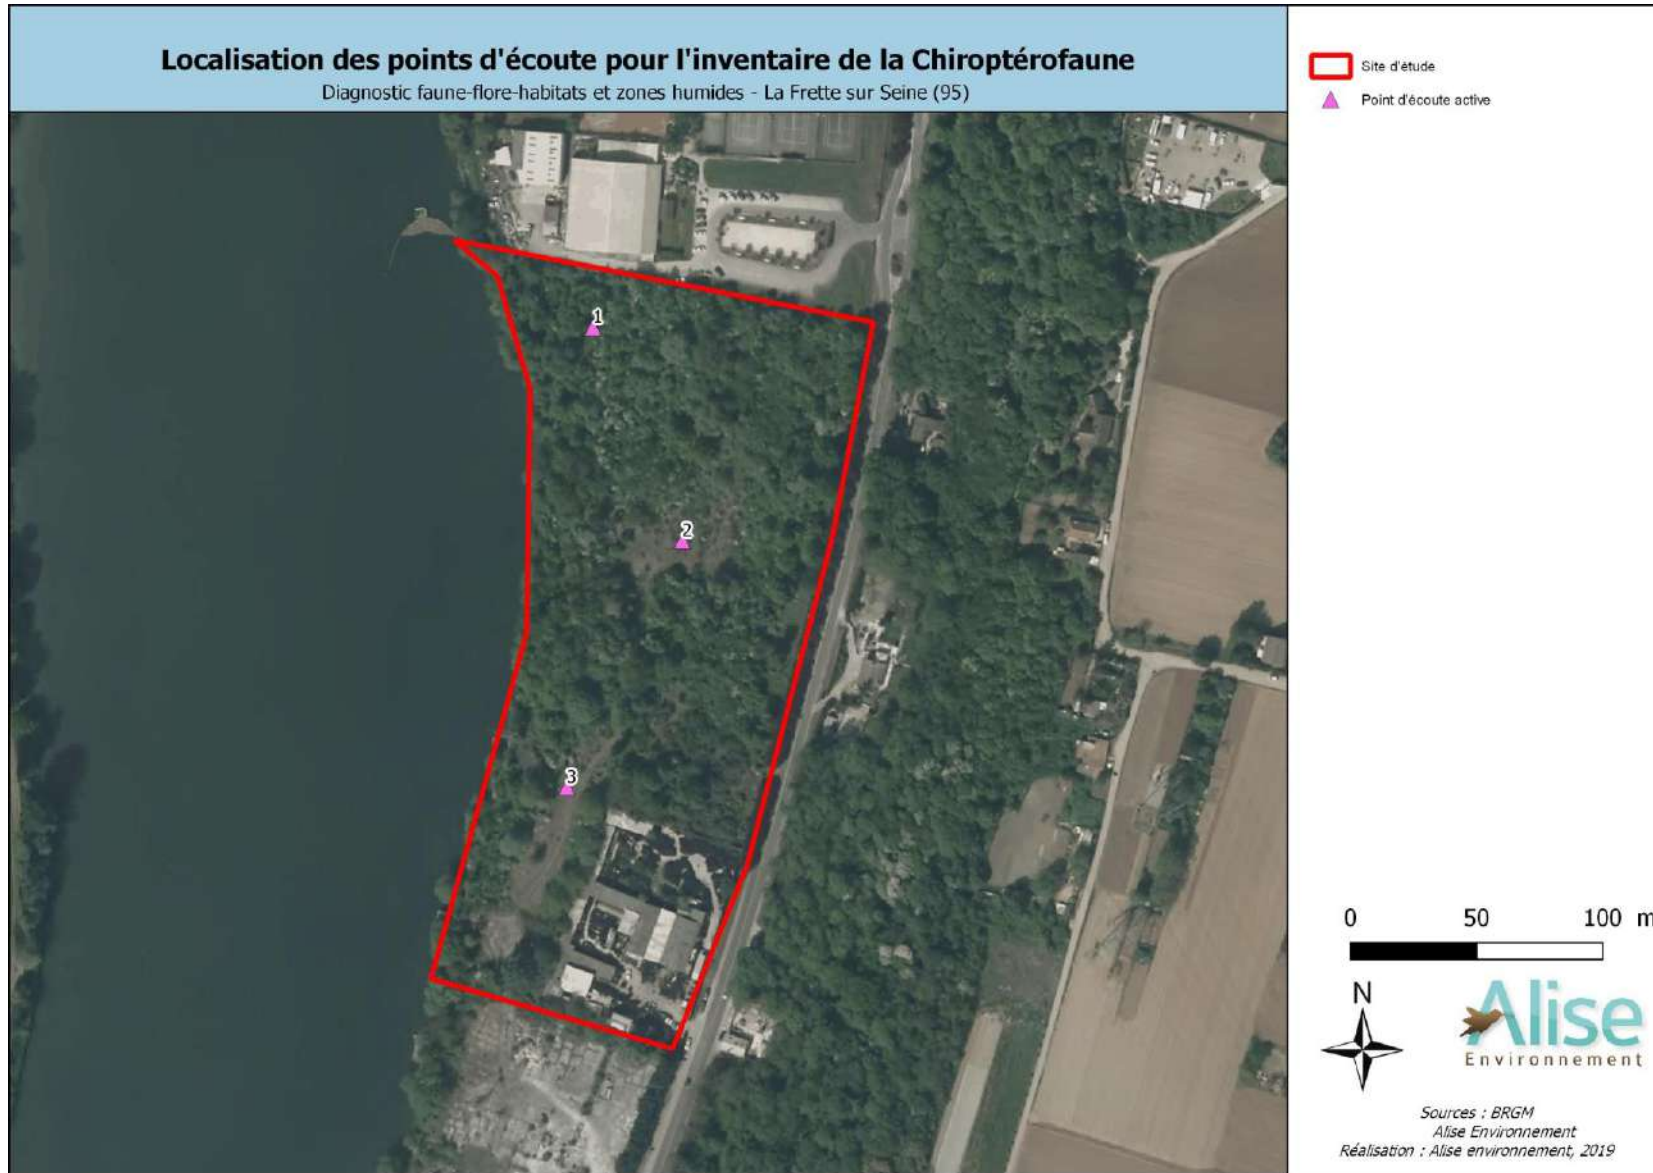 Localisation des points d'écoute pour l'inventaire de la Chiroptérofaune
Diagnostic faune-flore-habitats et zones humides - La Frette sur Seine (95)
Site d'étude
Point d'écoute active
1
2
3
0 50 100 m
N
Alise
Environnement
Sources : BRGM
Alise Environnement
Réalisation : Alise environnement, 2019